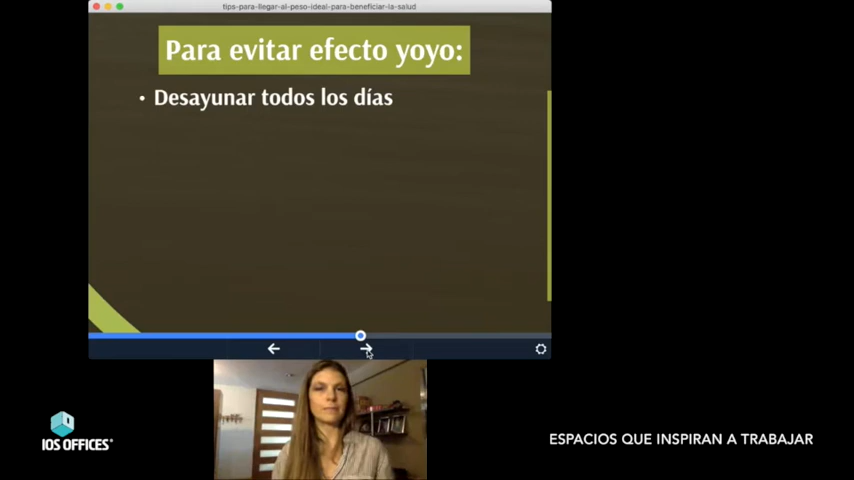 tips-para-llegar-al-peso-ideal-para-beneficiar-la-salud
Para evitar efecto yoyo:
• Desayunar todos los días
IOS OFFICES®
ESPACIOS QUE INSPIRAN A TRABAJAR